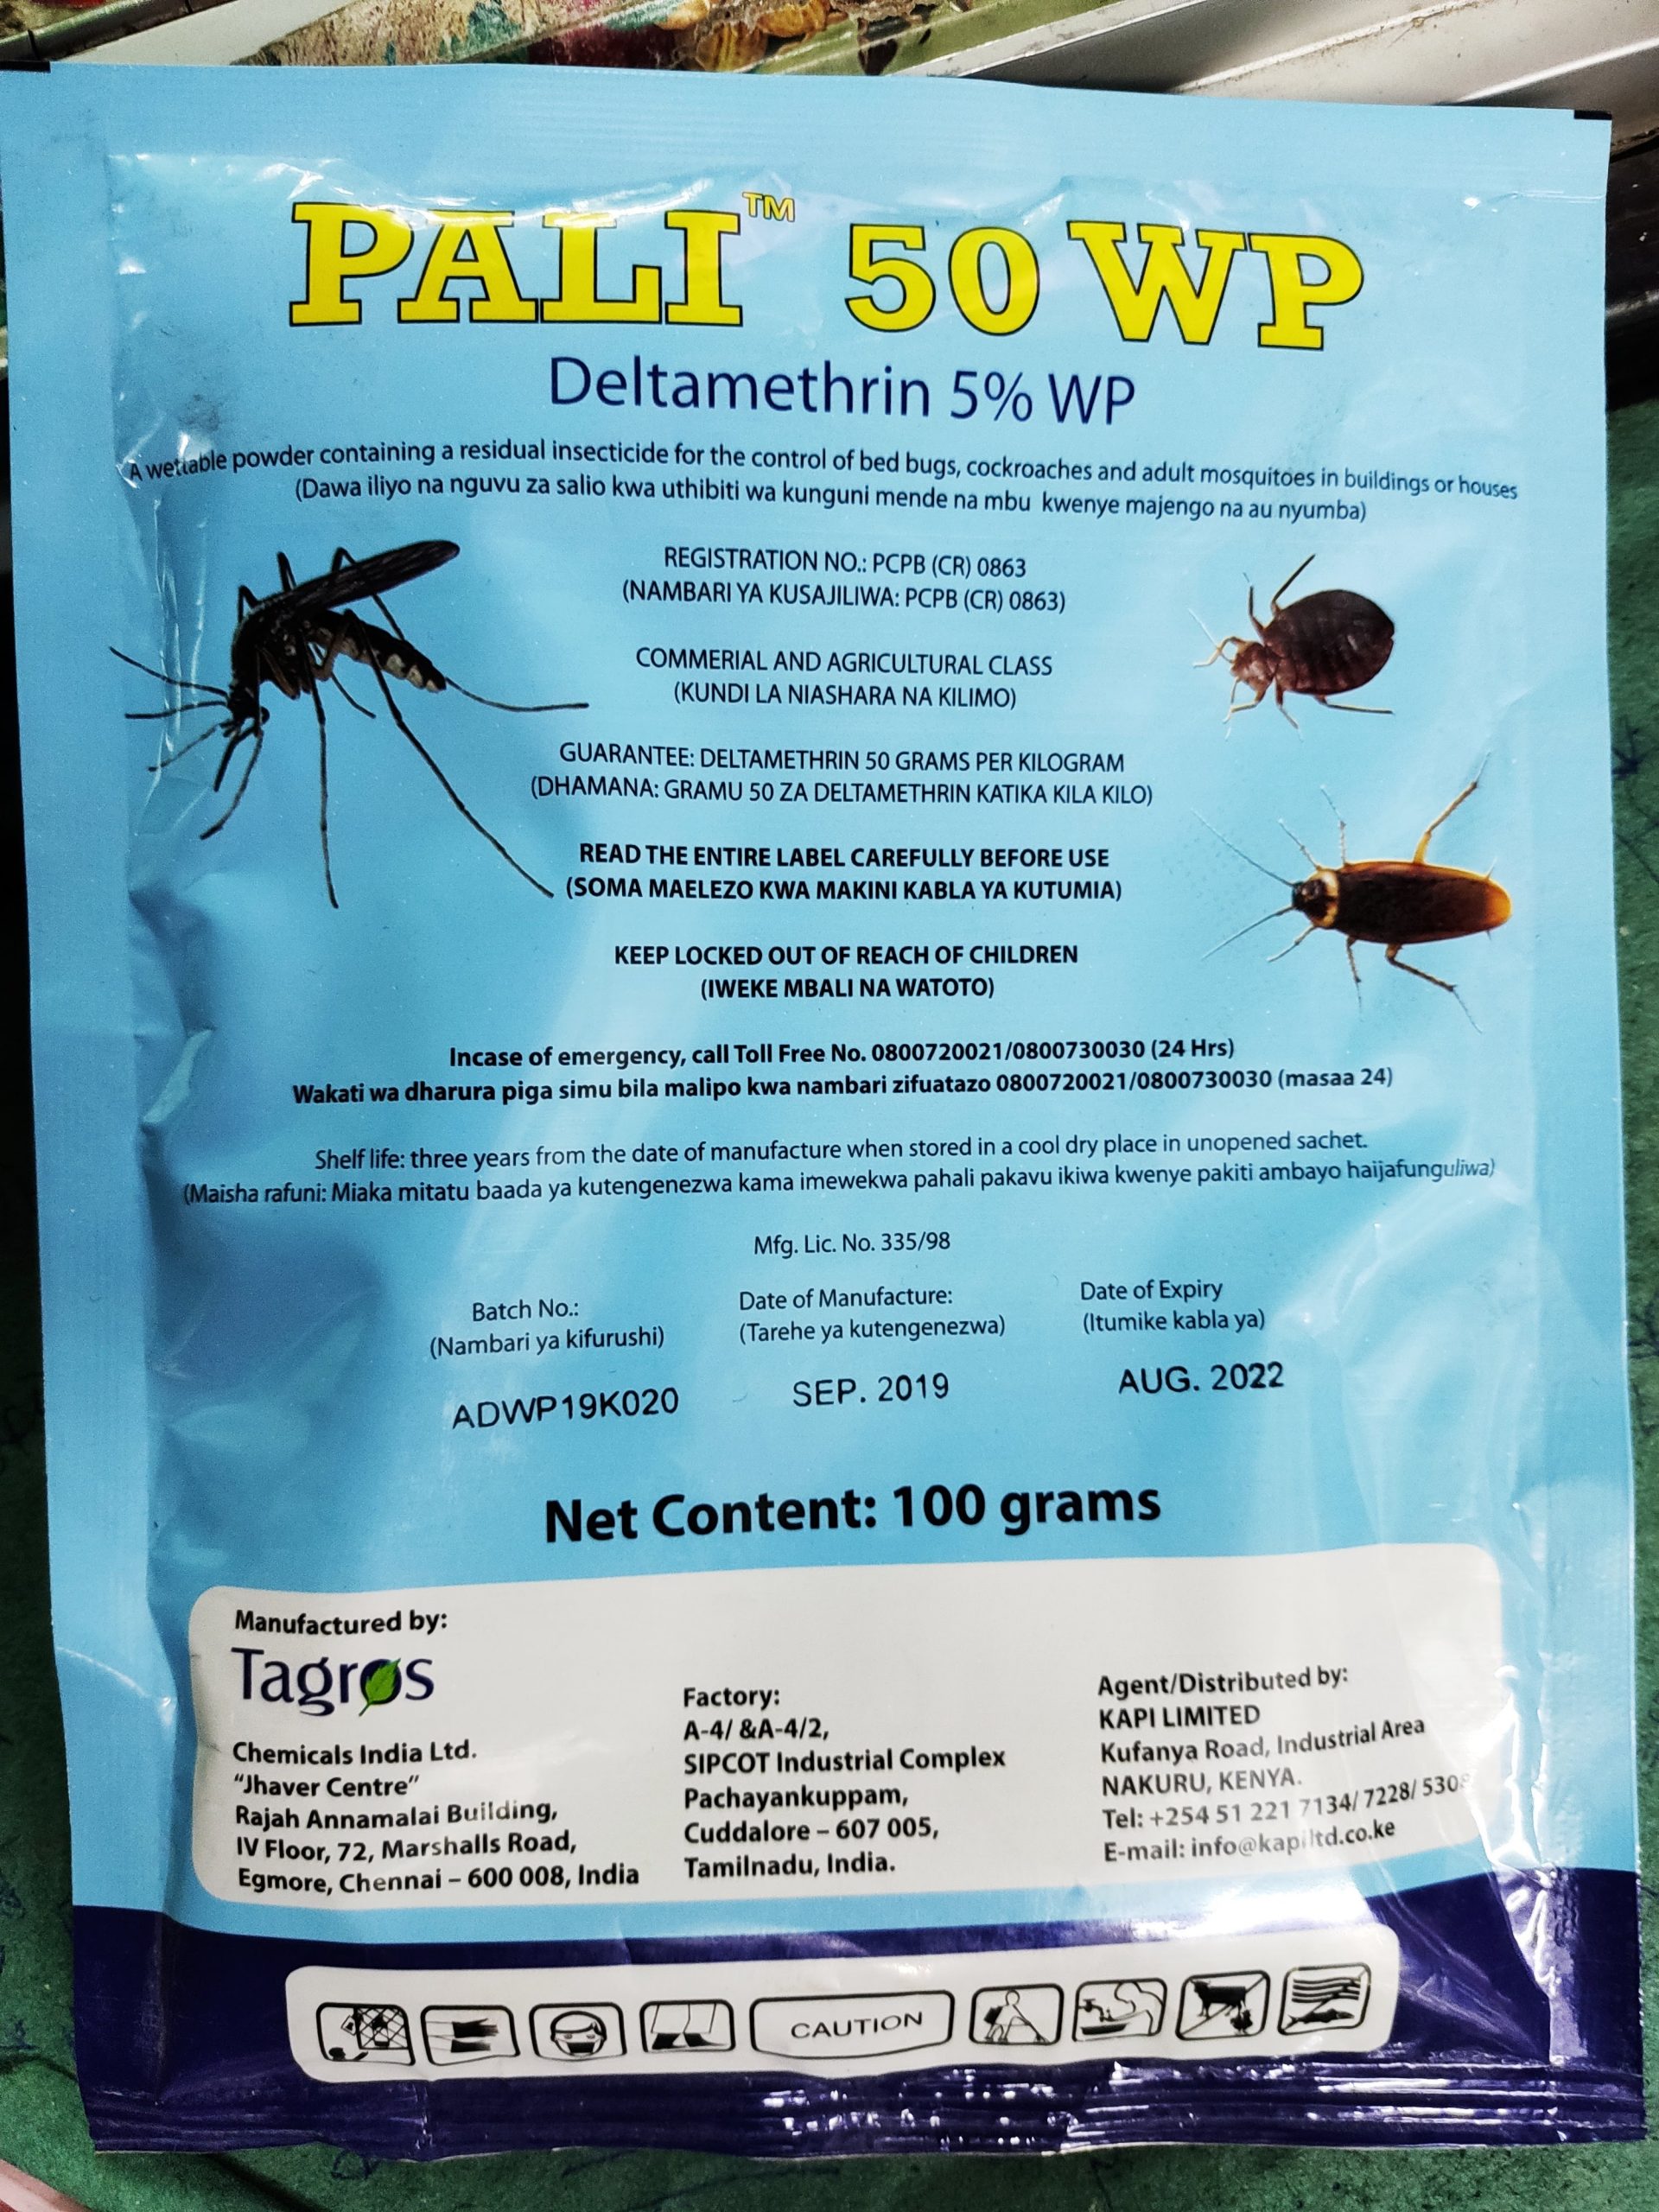 PALI™ 50 WP
Deltamethrin 5% WP
A wettable powder containing a residual insecticide for the control of bed bugs, cockroaches and adult mosquitoes in buildings or houses
(Dawa iliyo na nguvu za salio kwa uthibiti wa kunguni mende na mbu kwenye majengo na au nyumba)
REGISTRATION NO.: PCPB (CR) 0863
(NAMBARI YA KUSAJILIWA: PCPB (CR) 0863)
COMMERIAL AND AGRICULTURAL CLASS
(KUNDI LA NIASHARA NA KILIMO)
GUARANTEE: DELTAMETHRIN 50 GRAMS PER KILOGRAM
(DHAMANA: GRAMU 50 ZA DELTAMETHRIN KATIKA KILA KILO)
READ THE ENTIRE LABEL CAREFULLY BEFORE USE
(SOMA MAELEZO KWA MAKINI KABLA YA KUTUMIA)
KEEP LOCKED OUT OF REACH OF CHILDREN
(IWEKE MBALI NA WATOTO)
Incase of emergency, call Toll Free No. 0800720021/0800730030 (24 Hrs)
Wakati wa dharura piga simu bila malipo kwa nambari zifuatazo 0800720021/0800730030 (masaa 24)
Shelf life: three years from the date of manufacture when stored in a cool dry place in unopened sachet.
(Maisha rafuni: Miaka mitatu baada ya kutengenezwa kama imewekwa pahali pakavu ikiwa kwenye pakiti ambayo haijafunguliwa)
Mfg. Lic. No. 335/98
Batch No.:
(Nambari ya kifurushi)
ADWP19K020
Date of Manufacture:
(Tarehe ya kutengenezwa)
SEP. 2019
Date of Expiry
(Itumike kabla ya)
AUG. 2022
Net Content: 100 grams
Manufactured by:
Tagros
Chemicals India Ltd.
"Jhaver Centre"
Rajah Annamalai Building,
IV Floor, 72, Marshalls Road,
Egmore, Chennai – 600 008, India
Factory:
A-4/ &A-4/2,
SIPCOT Industrial Complex
Pachayankuppam,
Cuddalore – 607 005,
Tamilnadu, India.
Agent/Distributed by:
KAPI LIMITED
Kufanya Road, Industrial Area
NAKURU, KENYA.
Tel: +254 51 221 7134/ 7228/
E-mail: info@kapiltd.co.ke
CAUTION